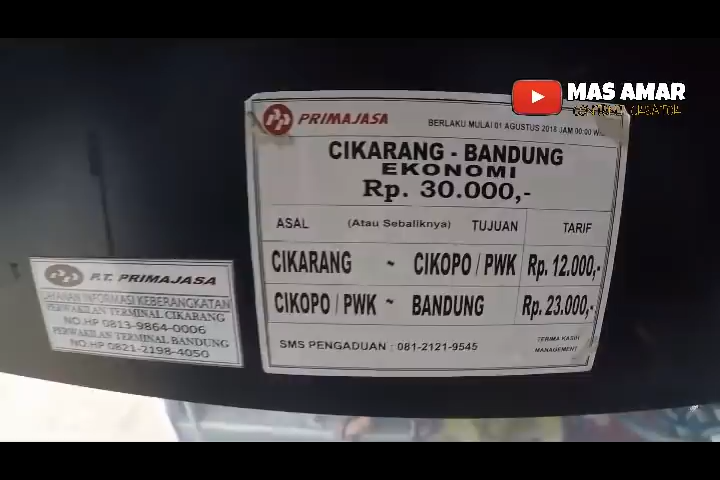 MAS AMAR
PRIMAJASA
BERLAKU MULAI 01 AGUSTUS 2018 JAM 00:00
CIKARANG - BANDUNG
EKONOMI
Rp. 30.000,-
ASAL (Atau Sebaliknya) TUJUAN TARIF
CIKARANG ~ CIKOPO / PWK Rp. 12.000,-
CIKOPO / PWK ~ BANDUNG Rp. 23.000,-
SMS PENGADUAN : 081-2121-9545
TERIMA KASIH
MANAGEMENT
P.T. PRIMAJASA
LAYANAN INFORMASI KEBERANGKATAN
PERWAKILAN TERMINAL CIKARANG
NO.HP 0813-9864-0006
PERWAKILAN TERMINAL BANDUNG
NO.HP 0821-2198-4050